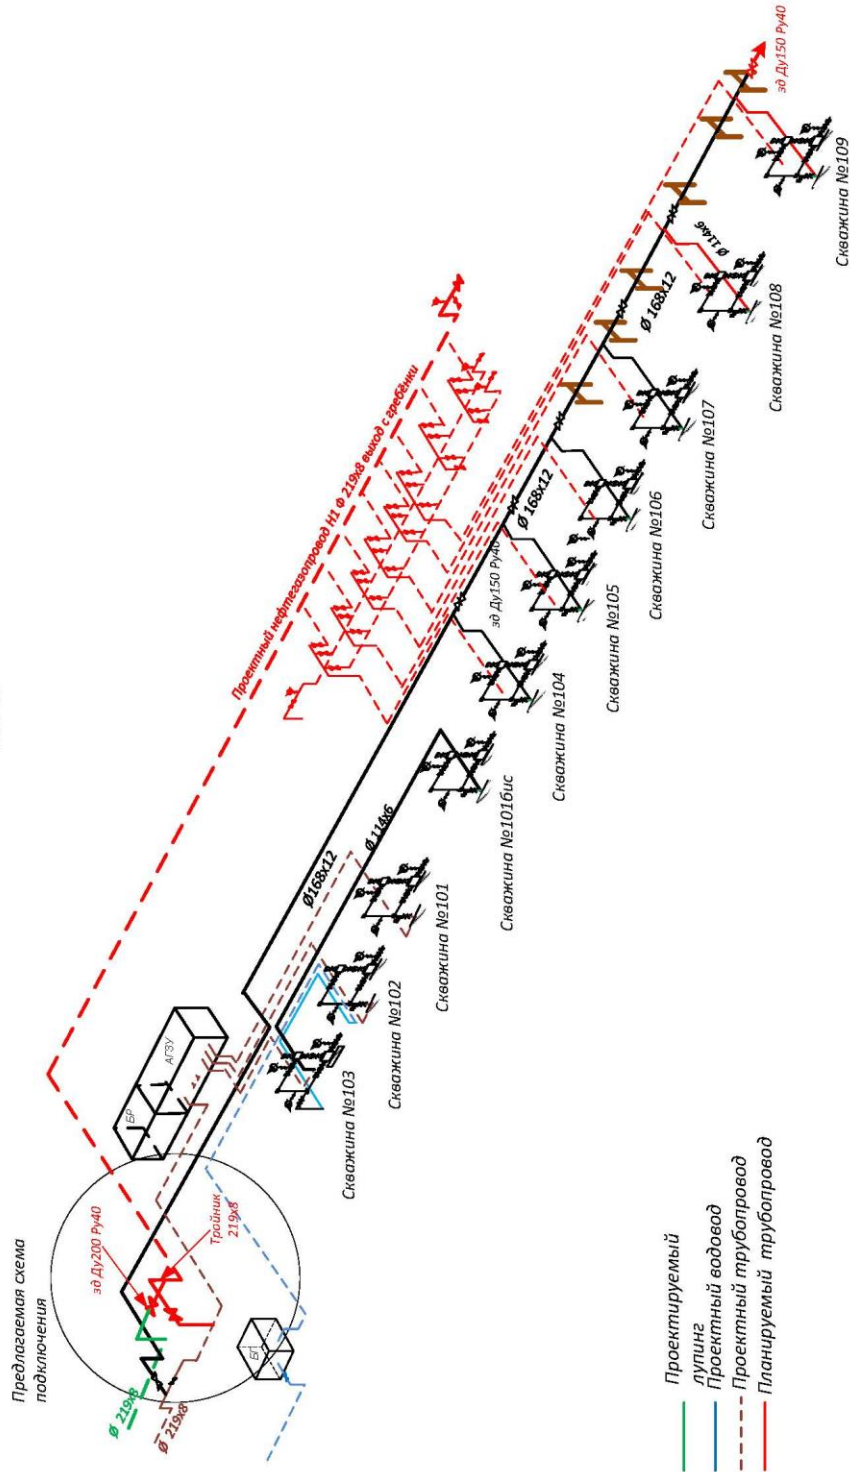 Предлагаемая схема
подключения
зд Ду200 Ру40
Тройник
219х8
Ø 219х8
Ø 219х8
БР
АГЗУ
БГ
Проектный нефтегазопровод Н1 Ф 219х8 выход с гребёнки
Ø168х12
Ø 114х6
Ø 168х12
зд Ду150 Ру40
Ø 168х12
Ø 114х6
зд Ду150 Ру40
Скважина №103
Скважина №102
Скважина №101
Скважина №101бис
Скважина №104
Скважина №105
Скважина №106
Скважина №107
Скважина №108
Скважина №109
Проектируемый
лупинг
Проектный водовод
Проектный трубопровод
Планируемый трубопровод